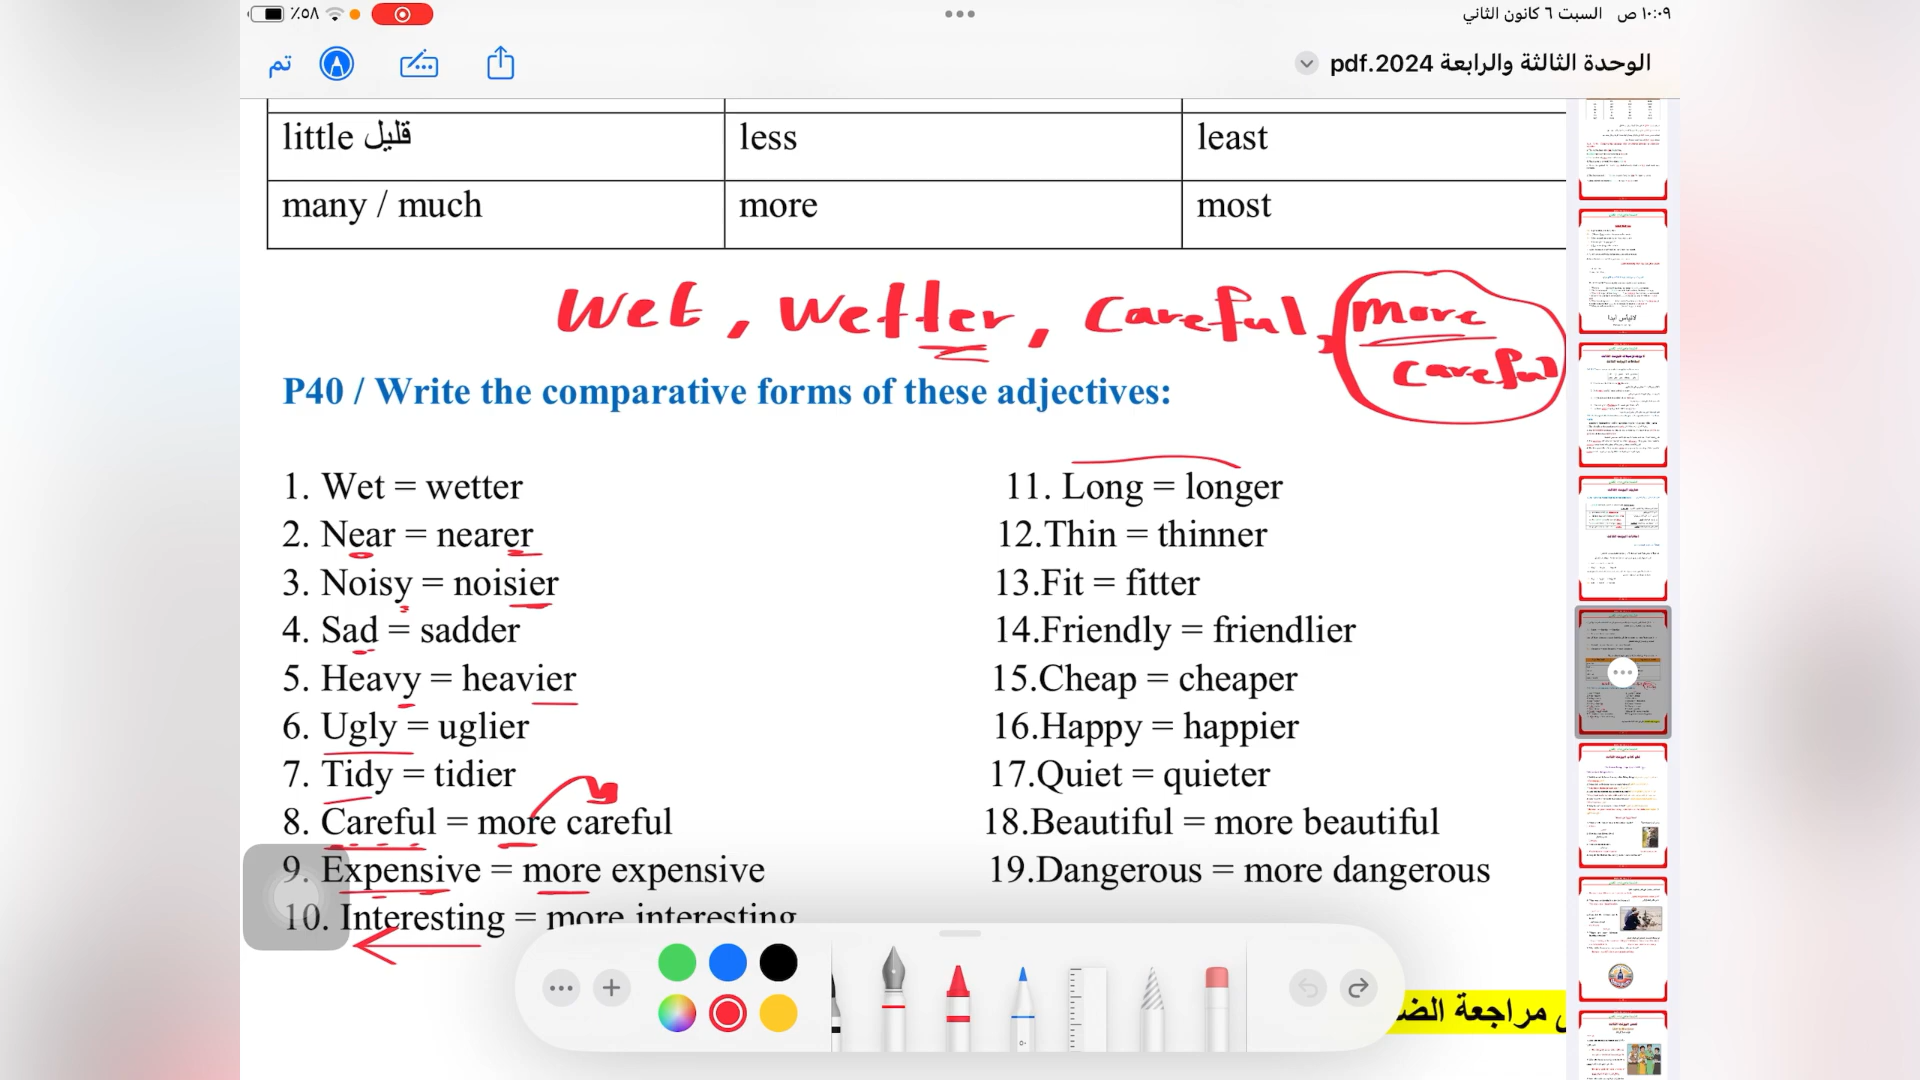 ٪٥٨
١٠:٠٩ ص السبت ٦ كانون الثاني
تم
الوحدة الثالثة والرابعة 2024.pdf
little قليل less least
many / much more most
Wet, Wetter, Careful, more careful
P40 / Write the comparative forms of these adjectives:
1. Wet = wetter
2. Near = nearer
3. Noisy = noisier
4. Sad = sadder
5. Heavy = heavier
6. Ugly = uglier
7. Tidy = tidier
8. Careful = more careful
9. Expensive = more expensive
10. Interesting = more interesting
11. Long = longer
12.Thin = thinner
13.Fit = fitter
14.Friendly = friendlier
15.Cheap = cheaper
16.Happy = happier
17.Quiet = quieter
18.Beautiful = more beautiful
19.Dangerous = more dangerous
مراجعة